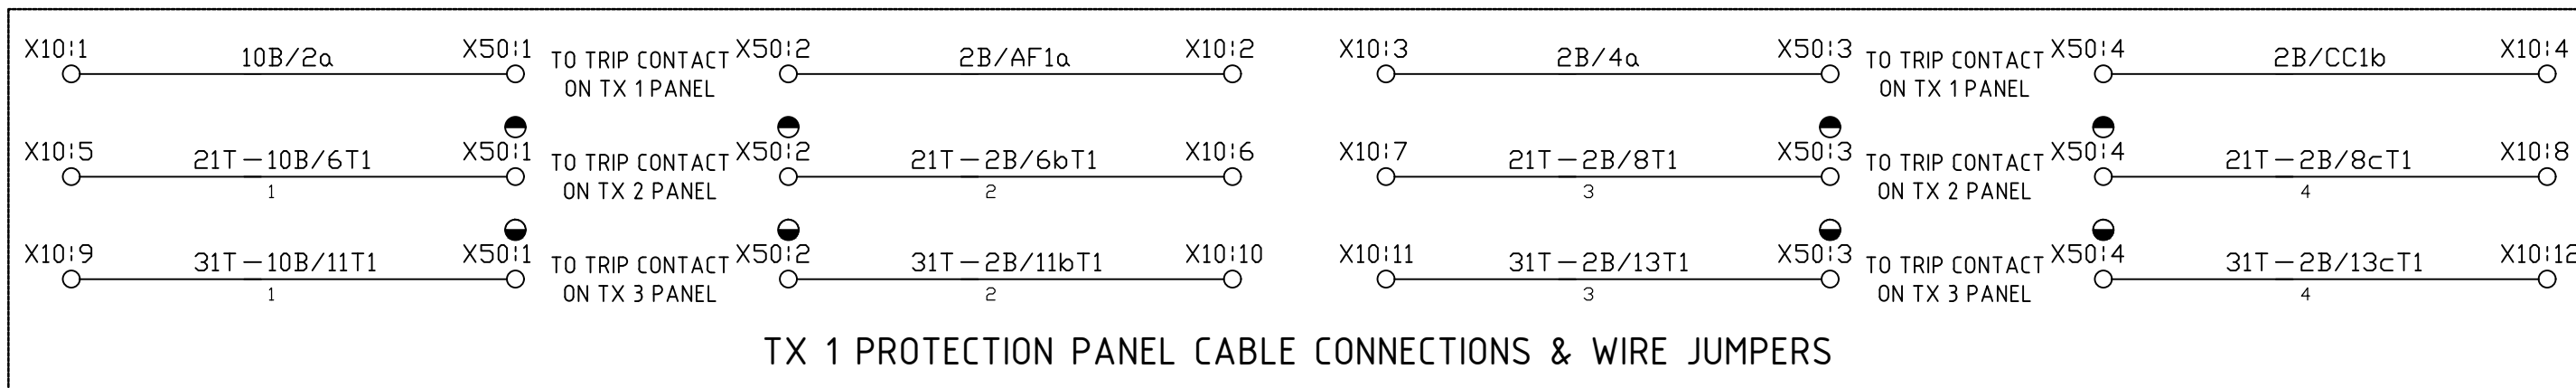 X10:1 10B/2a X50:1 TO TRIP CONTACT X50:2 2B/AF1a X10:2 X10:3 2B/4a X50:3 TO TRIP CONTACT X50:4 2B/CC1b X10:4
ON TX 1 PANEL ON TX 1 PANEL
X10:5 21T-10B/6T1 X50:1 TO TRIP CONTACT X50:2 21T-2B/6bT1 X10:6 X10:7 21T-2B/8T1 X50:3 TO TRIP CONTACT X50:4 21T-2B/8cT1 X10:8
1 ON TX 2 PANEL 2 3 ON TX 2 PANEL 4
X10:9 31T-10B/11T1 X50:1 TO TRIP CONTACT X50:2 31T-2B/11bT1 X10:10 X10:11 31T-2B/13T1 X50:3 TO TRIP CONTACT X50:4 31T-2B/13cT1 X10:12
1 ON TX 3 PANEL 2 3 ON TX 3 PANEL 4
TX 1 PROTECTION PANEL CABLE CONNECTIONS & WIRE JUMPERS